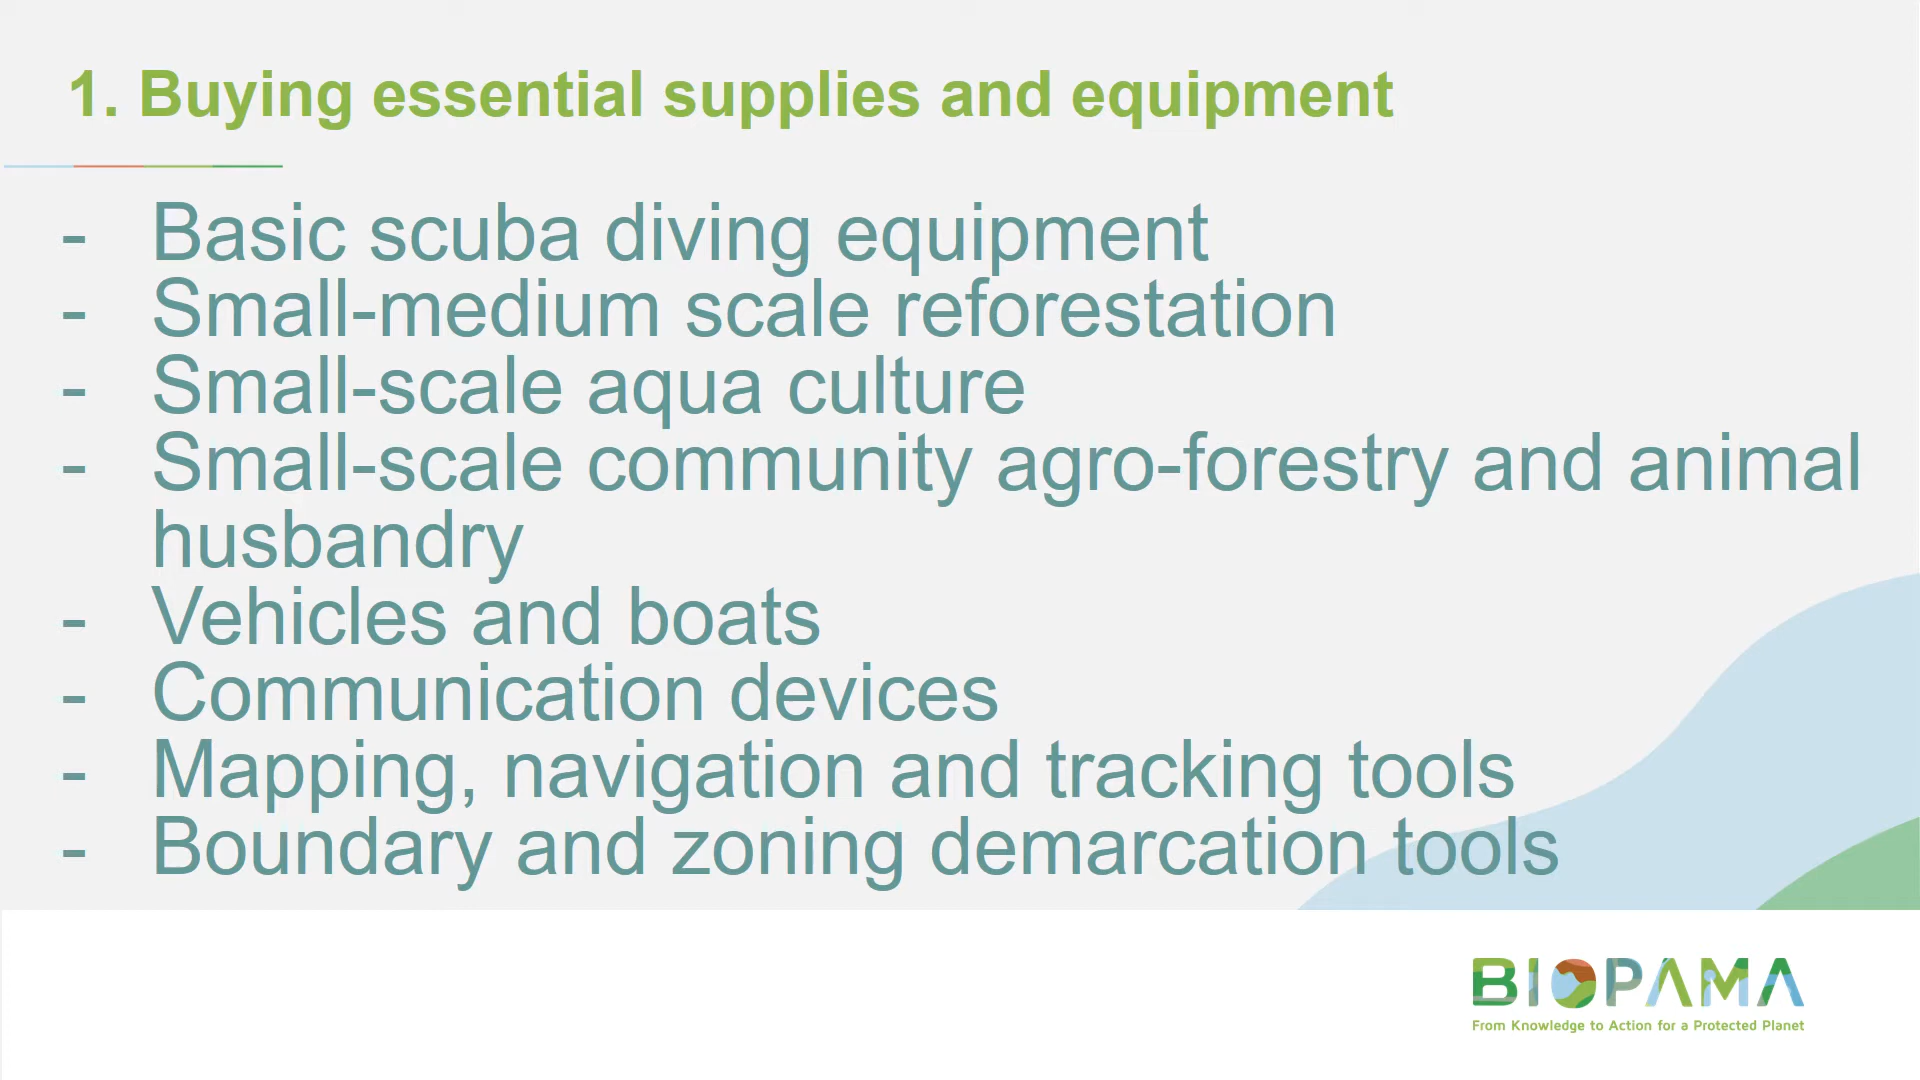 1. Buying essential supplies and equipment
- Basic scuba diving equipment
- Small-medium scale reforestation
- Small-scale aqua culture
- Small-scale community agro-forestry and animal
husbandry
- Vehicles and boats
- Communication devices
- Mapping, navigation and tracking tools
- Boundary and zoning demarcation tools
BIOPAMA
From Knowledge to Action for a Protected Planet